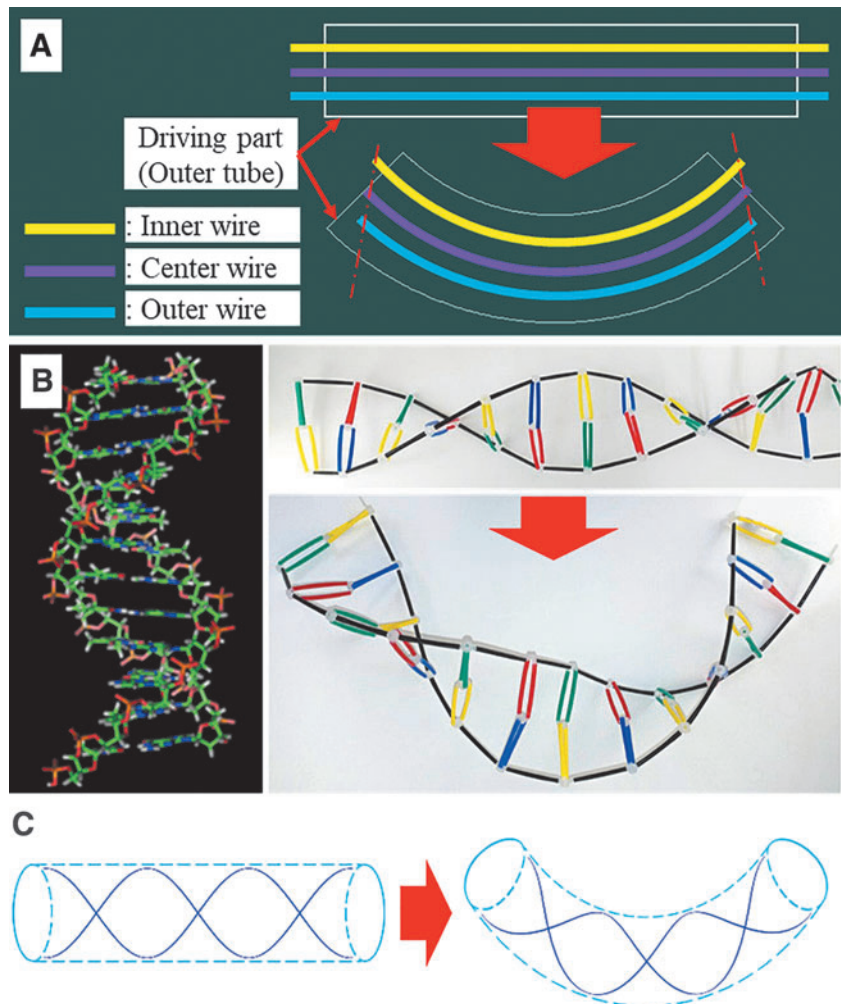 A
Driving part
(Outer tube)
: Inner wire
: Center wire
: Outer wire
B
C